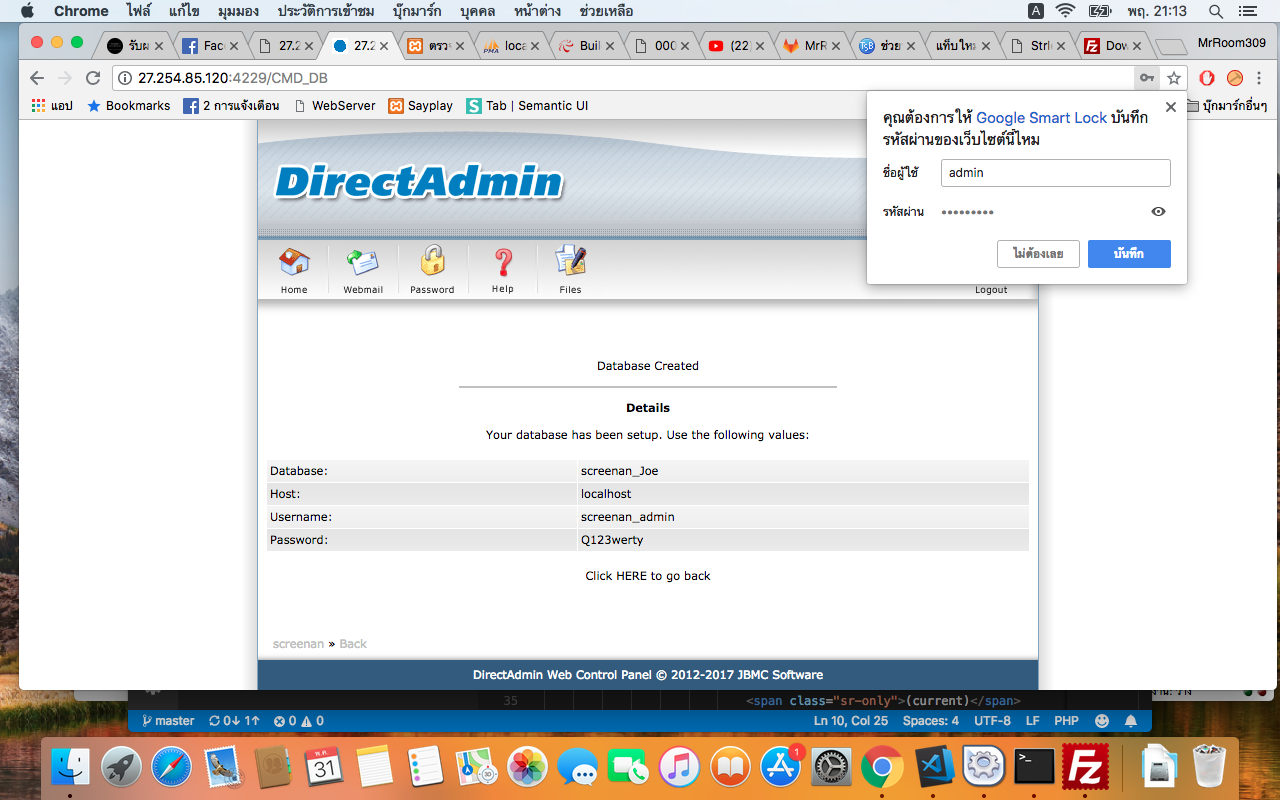 Chrome ไฟล์ แก้ไข มุมมอง ประวัติการเข้าชม บุ๊กมาร์ก บุคคล หน้าต่าง ช่วยเหลือ A พฤ. 21:13
รับผ Fac 27.2 27.2 ตรว loca Buil 000 (22) MrR ช่วย แท็บใหม Strl Dov MrRoom309
27.254.85.120:4229/CMD_DB
แอป Bookmarks 2 การแจ้งเตือน WebServer Sayplay Tab | Semantic UI บุ๊กมาร์กอื่นๆ
คุณต้องการให้ Google Smart Lock บันทึก
รหัสผ่านของเว็บไซต์นี้ไหม
ชื่อผู้ใช้ admin
รหัสผ่าน •••••••••
ไม่ต้องเลย บันทึก
DirectAdmin
Home Webmail Password Help Files Logout
Database Created
Details
Your database has been setup. Use the following values:
Database: screenan_Joe
Host: localhost
Username: screenan_admin
Password: Q123werty
Click HERE to go back
screenan » Back
DirectAdmin Web Control Panel © 2012-2017 JBMC Software
35 <span class="sr-only">(current)</span>
master 0↓ 1↑ 0 0 Ln 10, Col 25 Spaces: 4 UTF-8 LF PHP
พ.ค.
31
1